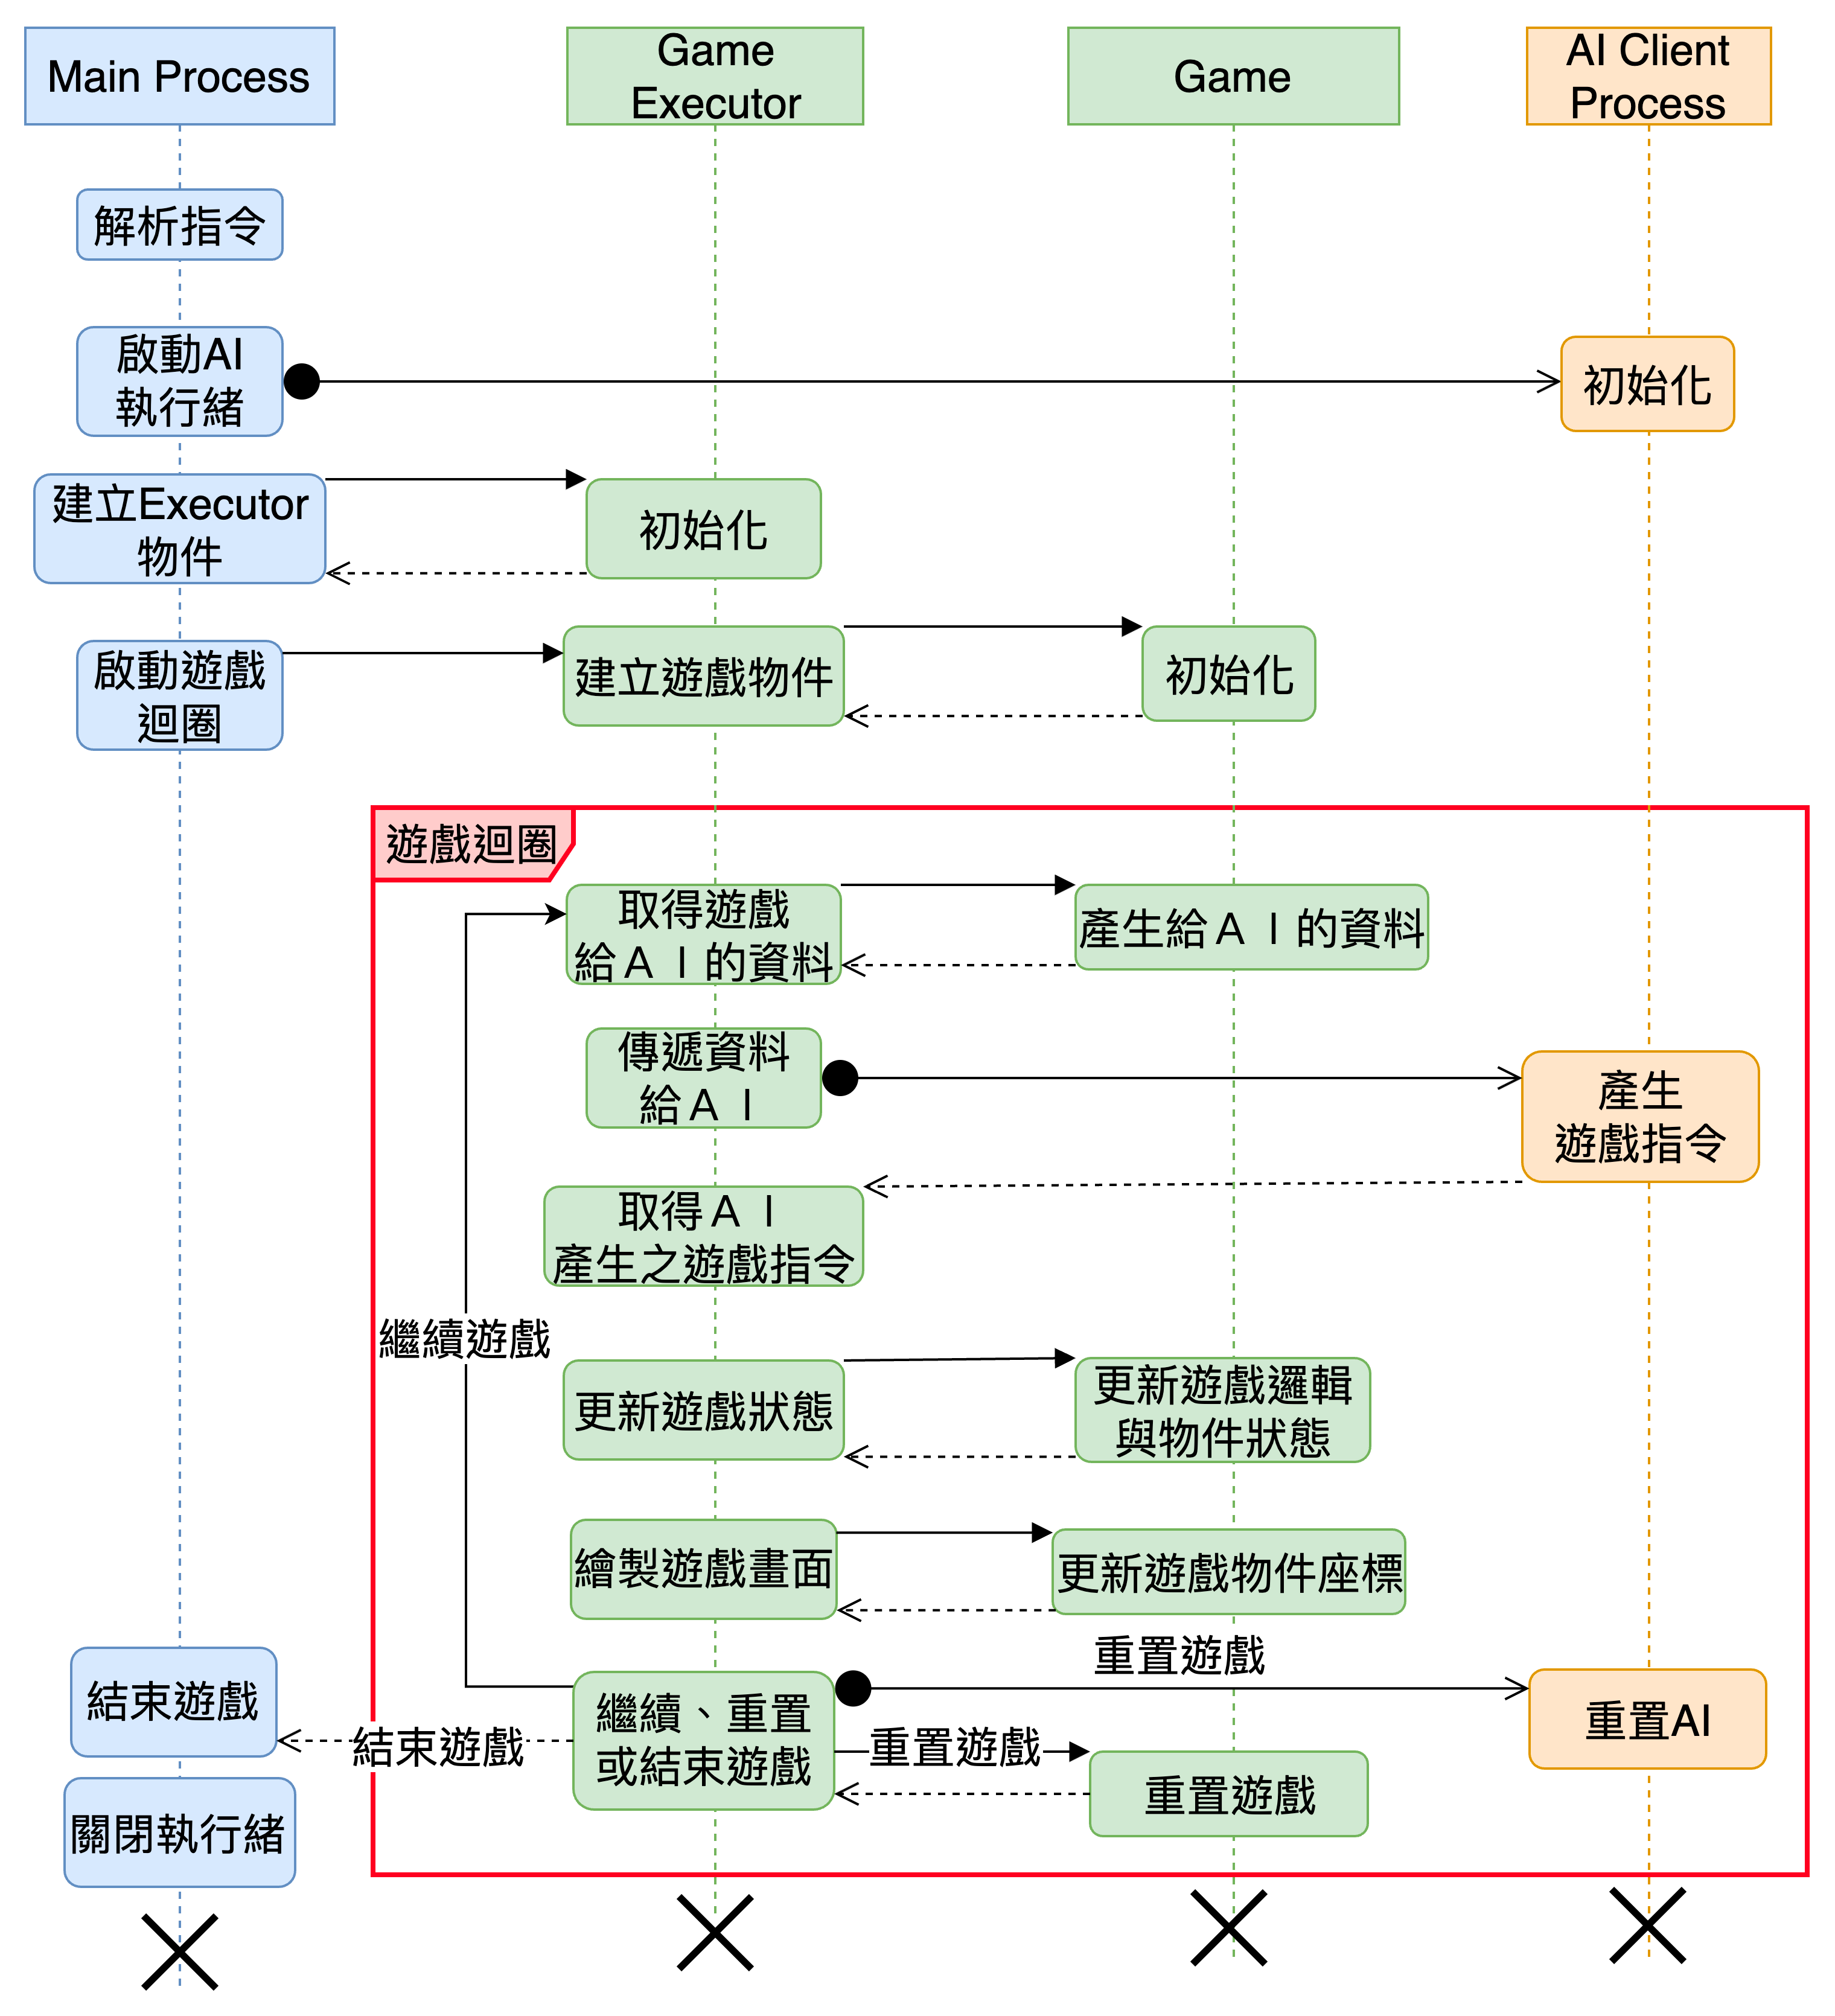 Main Process
Game
Executor
Game
AI Client
Process
解析指令
啟動AI
執行緒
初始化
建立Executor
物件
初始化
啟動遊戲
迴圈
建立遊戲物件
初始化
遊戲迴圈
取得遊戲
給ＡＩ的資料
產生給ＡＩ的資料
傳遞資料
給ＡＩ
產生
遊戲指令
取得ＡＩ
產生之遊戲指令
繼續遊戲
更新遊戲狀態
更新遊戲邏輯
與物件狀態
繪製遊戲畫面
更新遊戲物件座標
重置遊戲
結束遊戲
結束遊戲
繼續、重置
或結束遊戲
重置遊戲
重置AI
重置遊戲
關閉執行緒